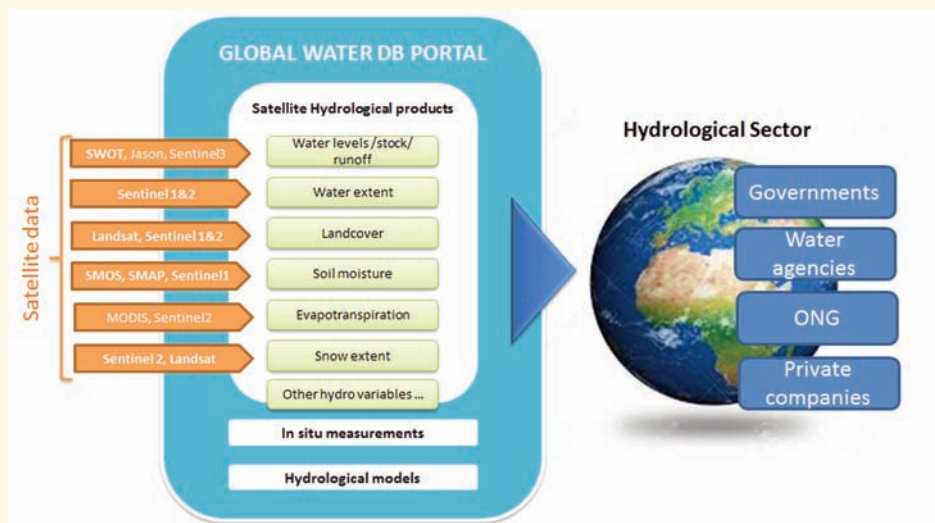 GLOBAL WATER DB PORTAL
Satellite Hydrological products
Satellite data
SWOT, Jason, Sentinel3
Water levels /stock/
runoff
Sentinel 1&2
Water extent
Landsat, Sentinel 1&2
Landcover
SMOS, SMAP, Sentinel1
Soil moisture
MODIS, Sentinel2
Evapotranspiration
Sentinel 2, Landsat
Snow extent
Other hydro variables ...
In situ measurements
Hydrological models
Hydrological Sector
Governments
Water
agencies
ONG
Private
companies